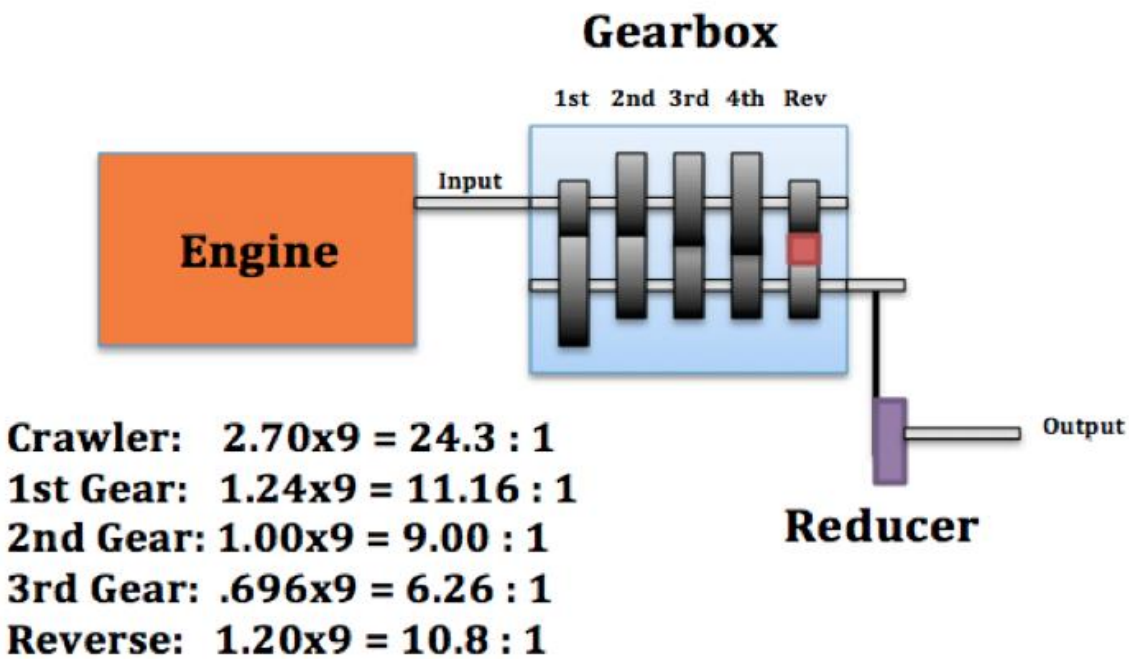 Gearbox
1st 2nd 3rd 4th Rev
Input
Engine
Output
Reducer
Crawler: 2.70x9 = 24.3 : 1
1st Gear: 1.24x9 = 11.16 : 1
2nd Gear: 1.00x9 = 9.00 : 1
3rd Gear: .696x9 = 6.26 : 1
Reverse: 1.20x9 = 10.8 : 1